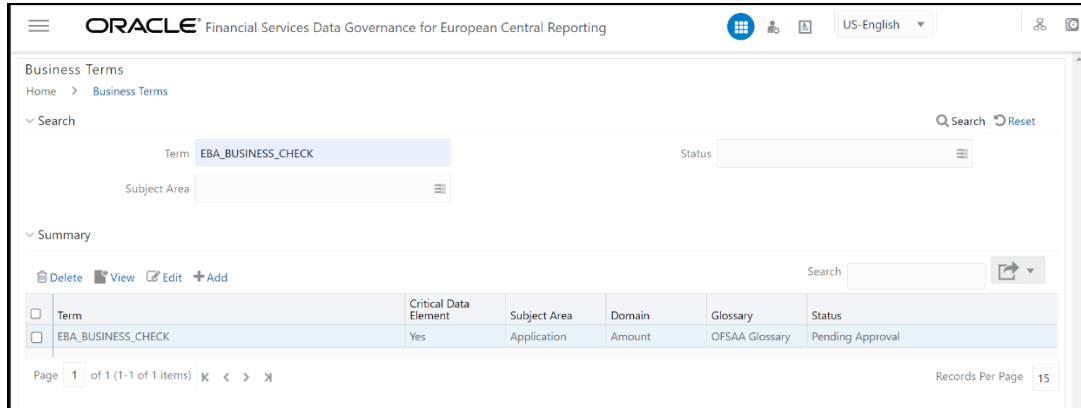 ORACLE® Financial Services Data Governance for European Central Reporting US-English
Business Terms
Home > Business Terms
Search Search Reset
Term EBA_BUSINESS_CHECK Status
Subject Area
Summary
Delete View Edit Add Search
Term Critical Data Element Subject Area Domain Glossary Status
EBA_BUSINESS_CHECK Yes Application Amount OFSAA Glossary Pending Approval
Page 1 of 1 (1-1 of 1 items) Records Per Page 15